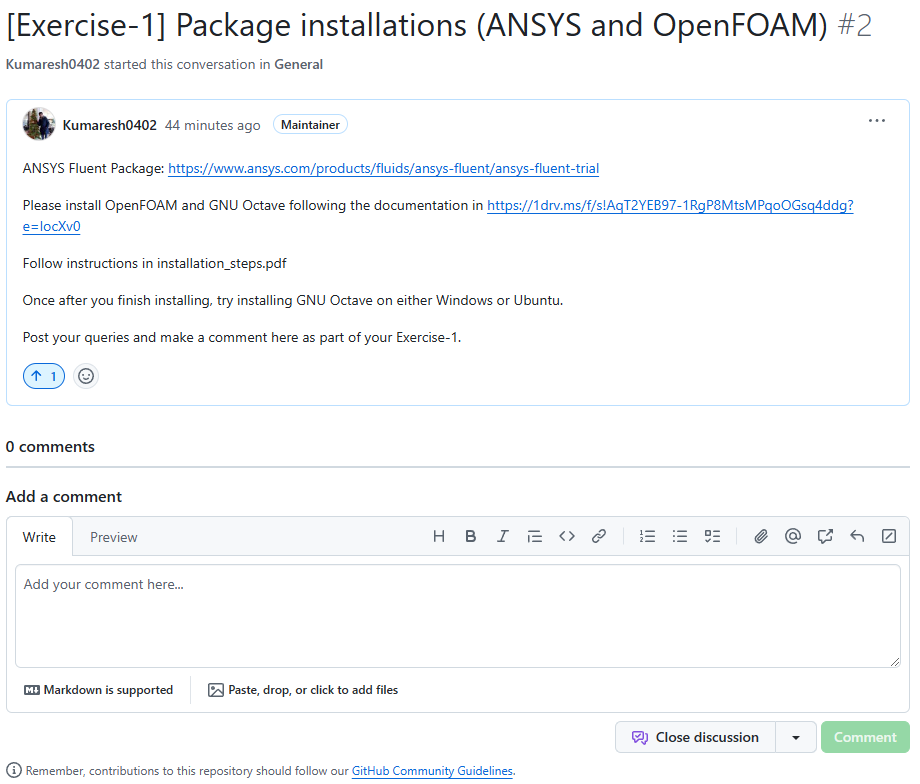 [Exercise-1] Package installations (ANSYS and OpenFOAM) #2
Kumaresh0402 started this conversation in General
Kumaresh0402 44 minutes ago Maintainer
ANSYS Fluent Package: https://www.ansys.com/products/fluids/ansys-fluent/ansys-fluent-trial
Please install OpenFOAM and GNU Octave following the documentation in https://1drv.ms/f/s!AqT2YEB97-1RgP8MtsMPqoOGsq4ddg?
e=IocXv0
Follow instructions in installation_steps.pdf
Once after you finish installing, try installing GNU Octave on either Windows or Ubuntu.
Post your queries and make a comment here as part of your Exercise-1.
1
0 comments
Add a comment
Write Preview
Add your comment here...
Markdown is supported Paste, drop, or click to add files
Close discussion Comment
Remember, contributions to this repository should follow our GitHub Community Guidelines.